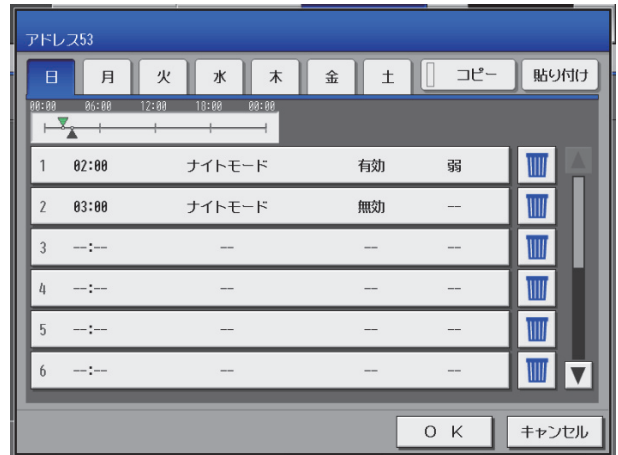 アドレス53
日 月 火 水 木 金 土 コピー 貼り付け
00:00 06:00 12:00 18:00 00:00
1 02:00 ナイトモード 有効 弱
2 03:00 ナイトモード 無効 --
3 --:-- -- -- --
4 --:-- -- -- --
5 --:-- -- -- --
6 --:-- -- -- --
OK キャンセル